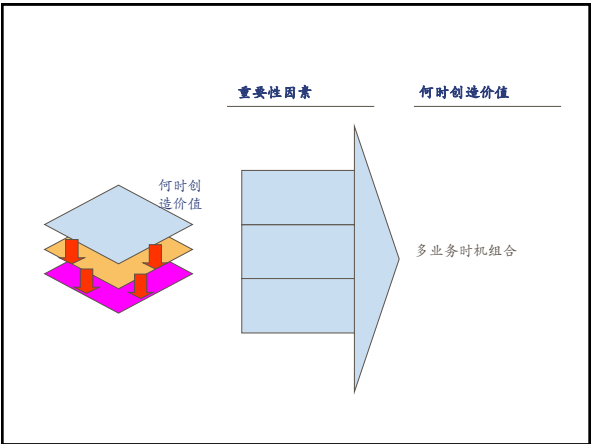 重要性因素
何时创造价值
何时创
造价值
多业务时机组合